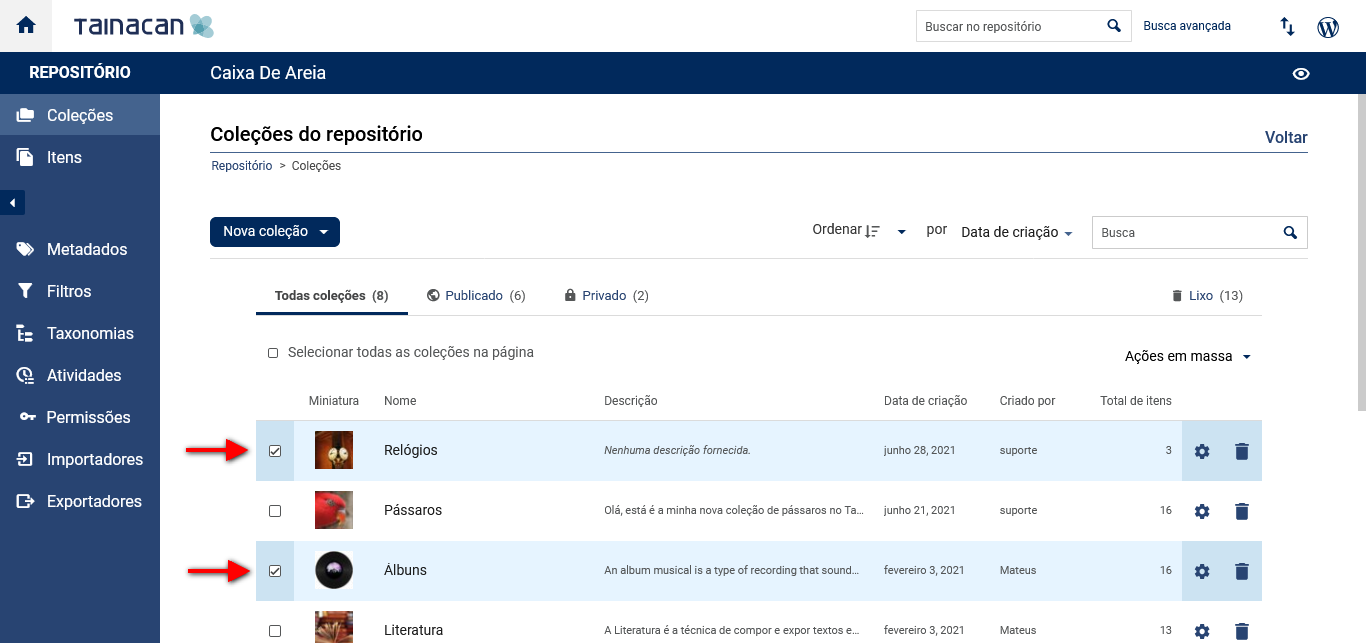 TAINACAN
Buscar no repositório
Busca avançada
REPOSITÓRIO
Caixa De Areia
Coleções
Itens
Metadados
Filtros
Taxonomias
Atividades
Permissões
Importadores
Exportadores
Coleções do repositório
Voltar
Repositório > Coleções
Nova coleção
Ordenar
por
Data de criação
Busca
Todas coleções (8)
Publicado (6)
Privado (2)
Lixo (13)
Selecionar todas as coleções na página
Ações em massa
Miniatura Nome Descrição Data de criação Criado por Total de itens
Relógios Nenhuma descrição fornecida. junho 28, 2021 suporte 3
Pássaros Olá, está é a minha nova coleção de pássaros no Ta... junho 21, 2021 suporte 16
Álbuns An album musical is a type of recording that sound... fevereiro 3, 2021 Mateus 16
Literatura A Literatura é a técnica de compor e expor textos e... fevereiro 3, 2021 Mateus 13